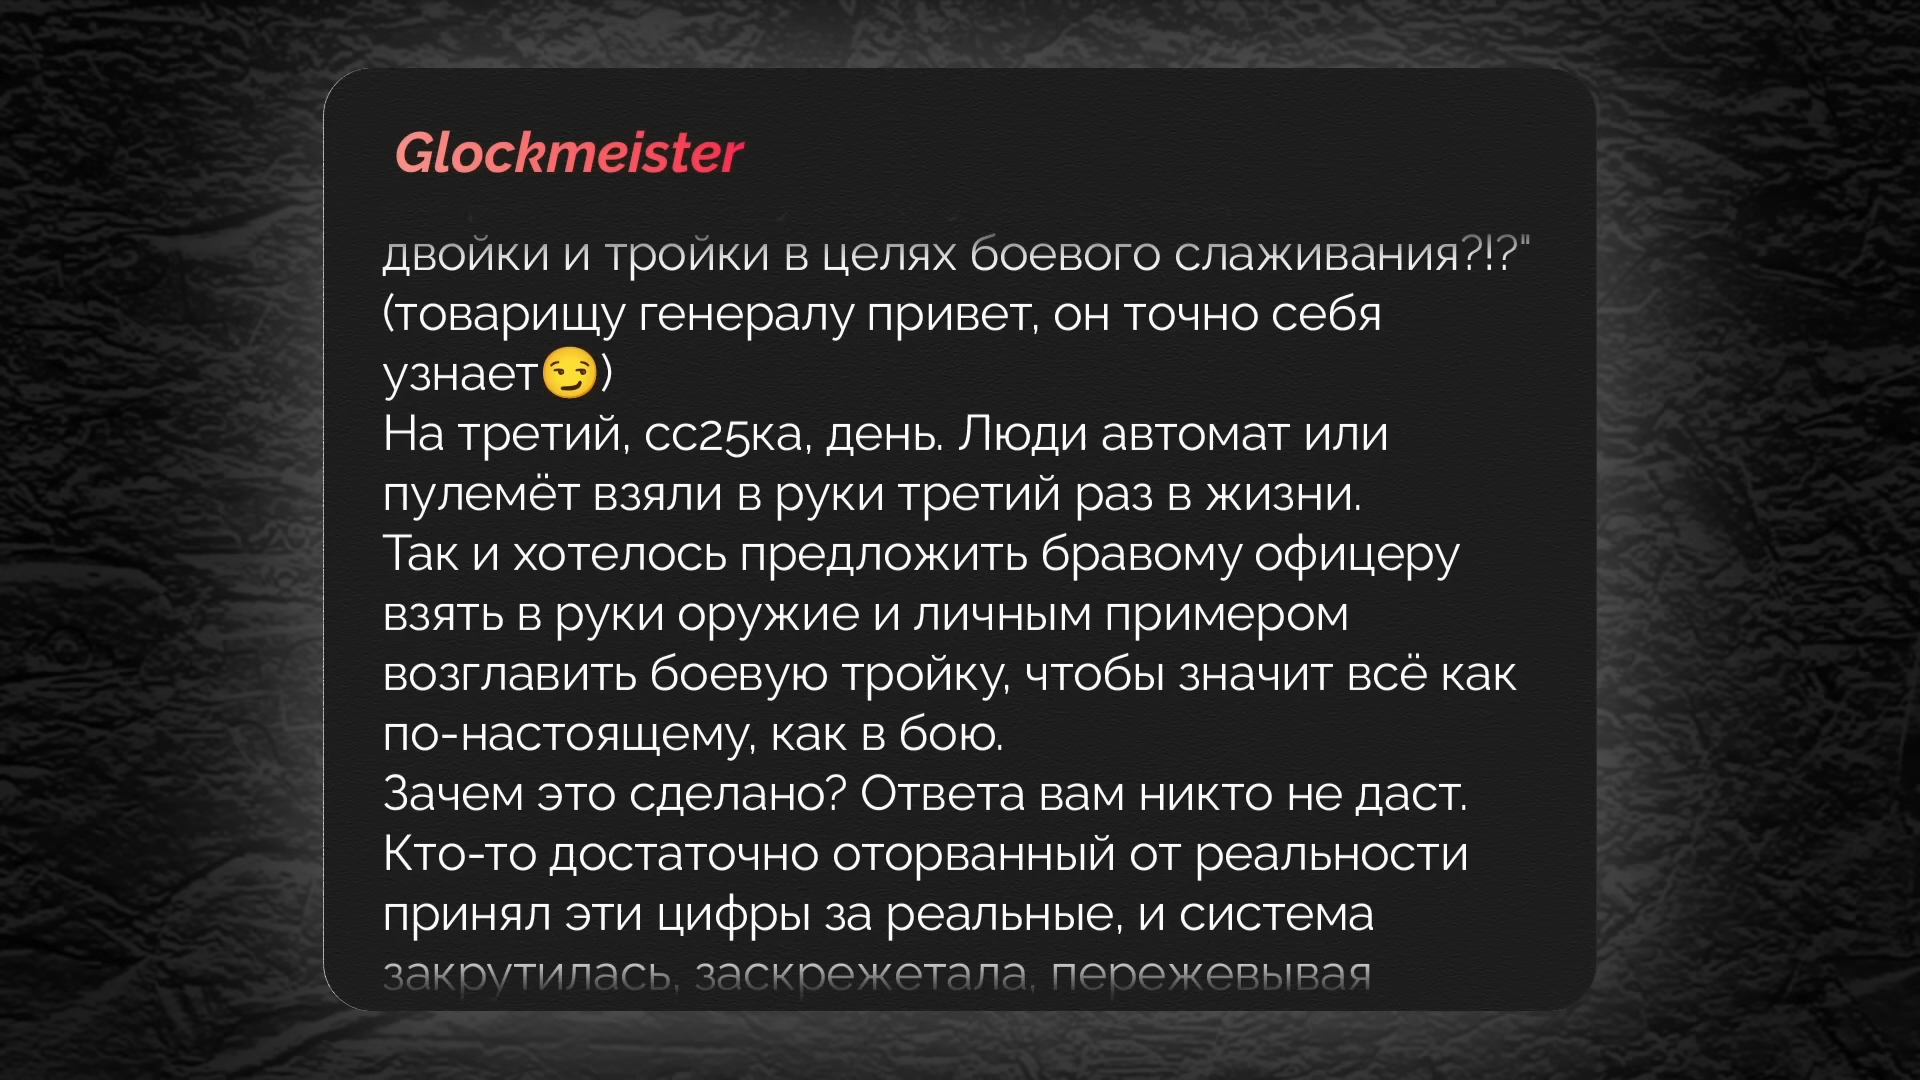 Glockmeister
двойки и тройки в целях боевого слаживания?!?"
(товарищу генералу привет, он точно себя
узнает😏)
На третий, сс25ка, день. Люди автомат или
пулемёт взяли в руки третий раз в жизни.
Так и хотелось предложить бравому офицеру
взять в руки оружие и личным примером
возглавить боевую тройку, чтобы значит всё как
по-настоящему, как в бою.
Зачем это сделано? Ответа вам никто не даст.
Кто-то достаточно оторванный от реальности
принял эти цифры за реальные, и система
закрутилась, заскрежетала, пережевывая